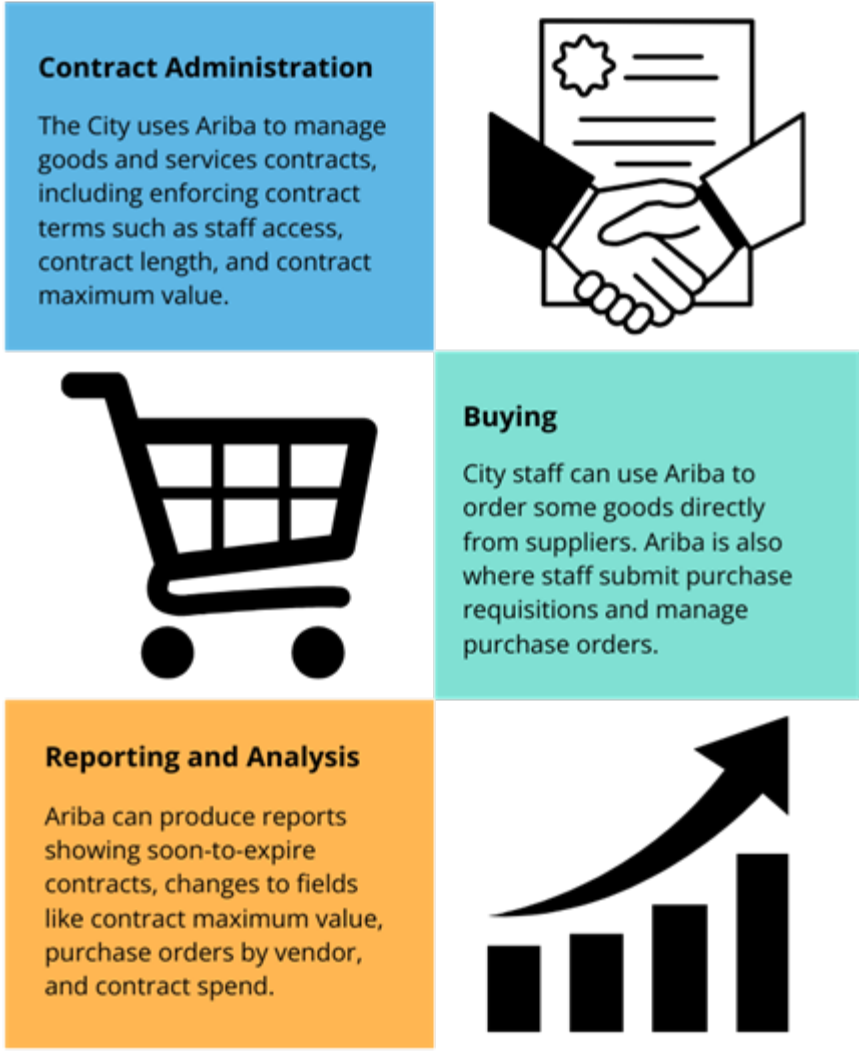 Contract Administration
The City uses Ariba to manage
goods and services contracts,
including enforcing contract
terms such as staff access,
contract length, and contract
maximum value.
Buying
City staff can use Ariba to
order some goods directly
from suppliers. Ariba is also
where staff submit purchase
requisitions and manage
purchase orders.
Reporting and Analysis
Ariba can produce reports
showing soon-to-expire
contracts, changes to fields
like contract maximum value,
purchase orders by vendor,
and contract spend.